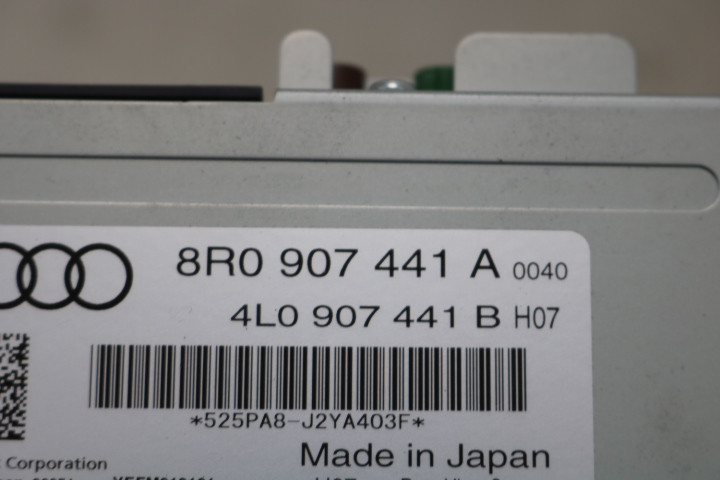 8R0 907 441 A 0040
4L0 907 441 B H07
*525PA8-J2YA403F*
Made in Japan
Corporation